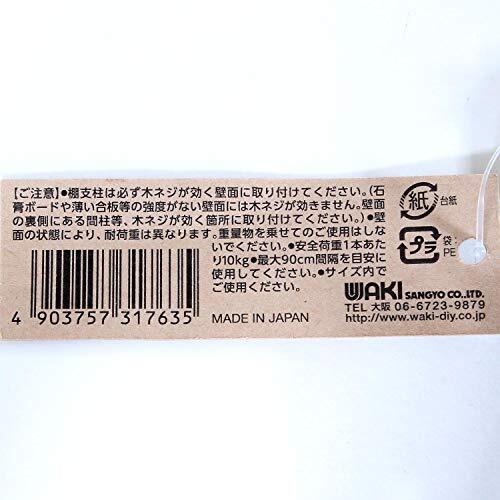 【ご注意】●棚支柱は必ず木ネジが効く壁面に取り付けてください。（石
膏ボードや薄い合板等の強度がない壁面には木ネジが効きません。壁面
の裏側にある間柱等、木ネジが効く箇所に取り付けてください。）●壁
面の状態により、耐荷重は異なります。重量物を乗せてのご使用はしな
いでください。●安全荷重1本あた
り10kg●最大90cm間隔を目安に
使用してください。●サイズ内で
ご使用ください。
4 903757 317635
MADE IN JAPAN
紙 台紙
プラ 袋：PE
WAKI SANGYO CO.,LTD.
TEL 大阪 06-6723-9879
http://www.waki-diy.co.jp